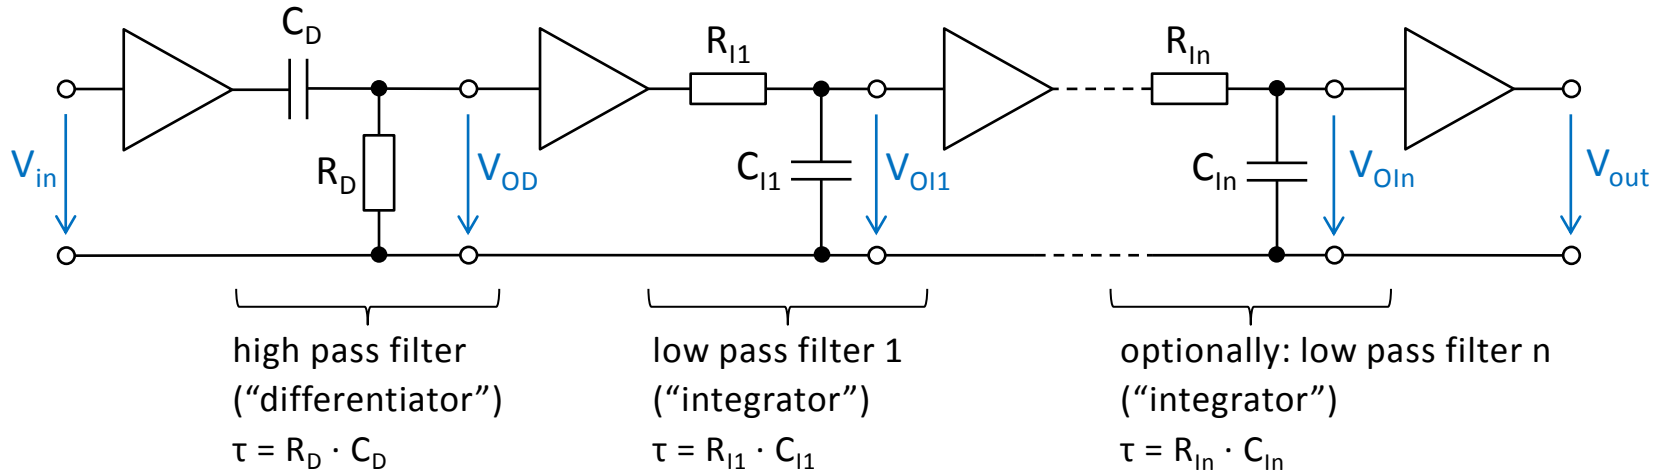 C_D
R_I1
R_In
V_in
R_D
V_OD
C_I1
V_OI1
C_In
V_OIn
V_out
high pass filter
(“differentiator”)
τ = R_D · C_D
low pass filter 1
(“integrator”)
τ = R_I1 · C_I1
optionally: low pass filter n
(“integrator”)
τ = R_In · C_In